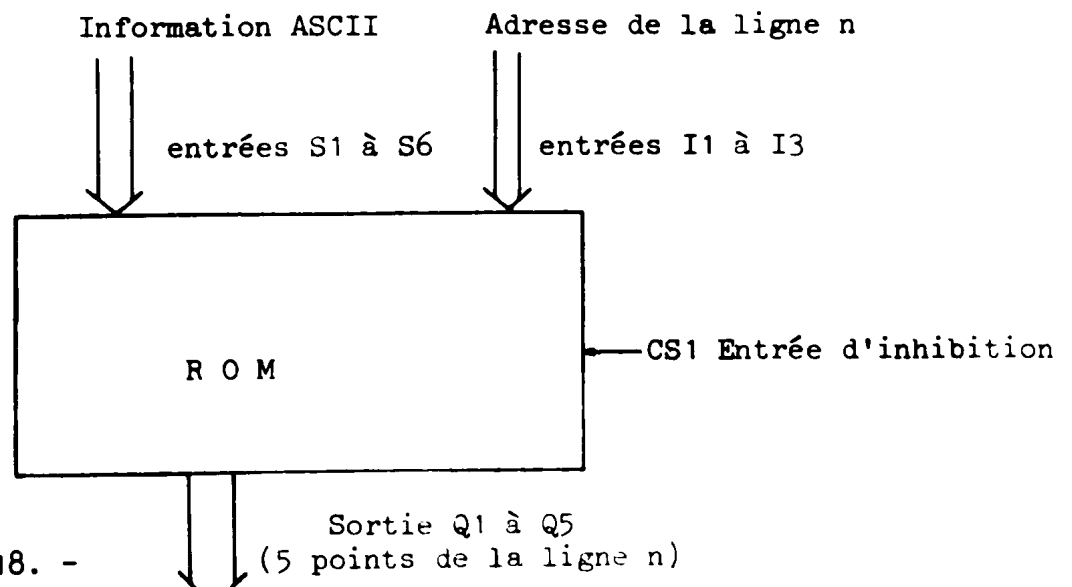 Information ASCII
Adresse de la ligne n
entrées S1 à S6
entrées I1 à I3
R O M
CS1 Entrée d'inhibition
Sortie Q1 à Q5
(5 points de la ligne n)
18. -